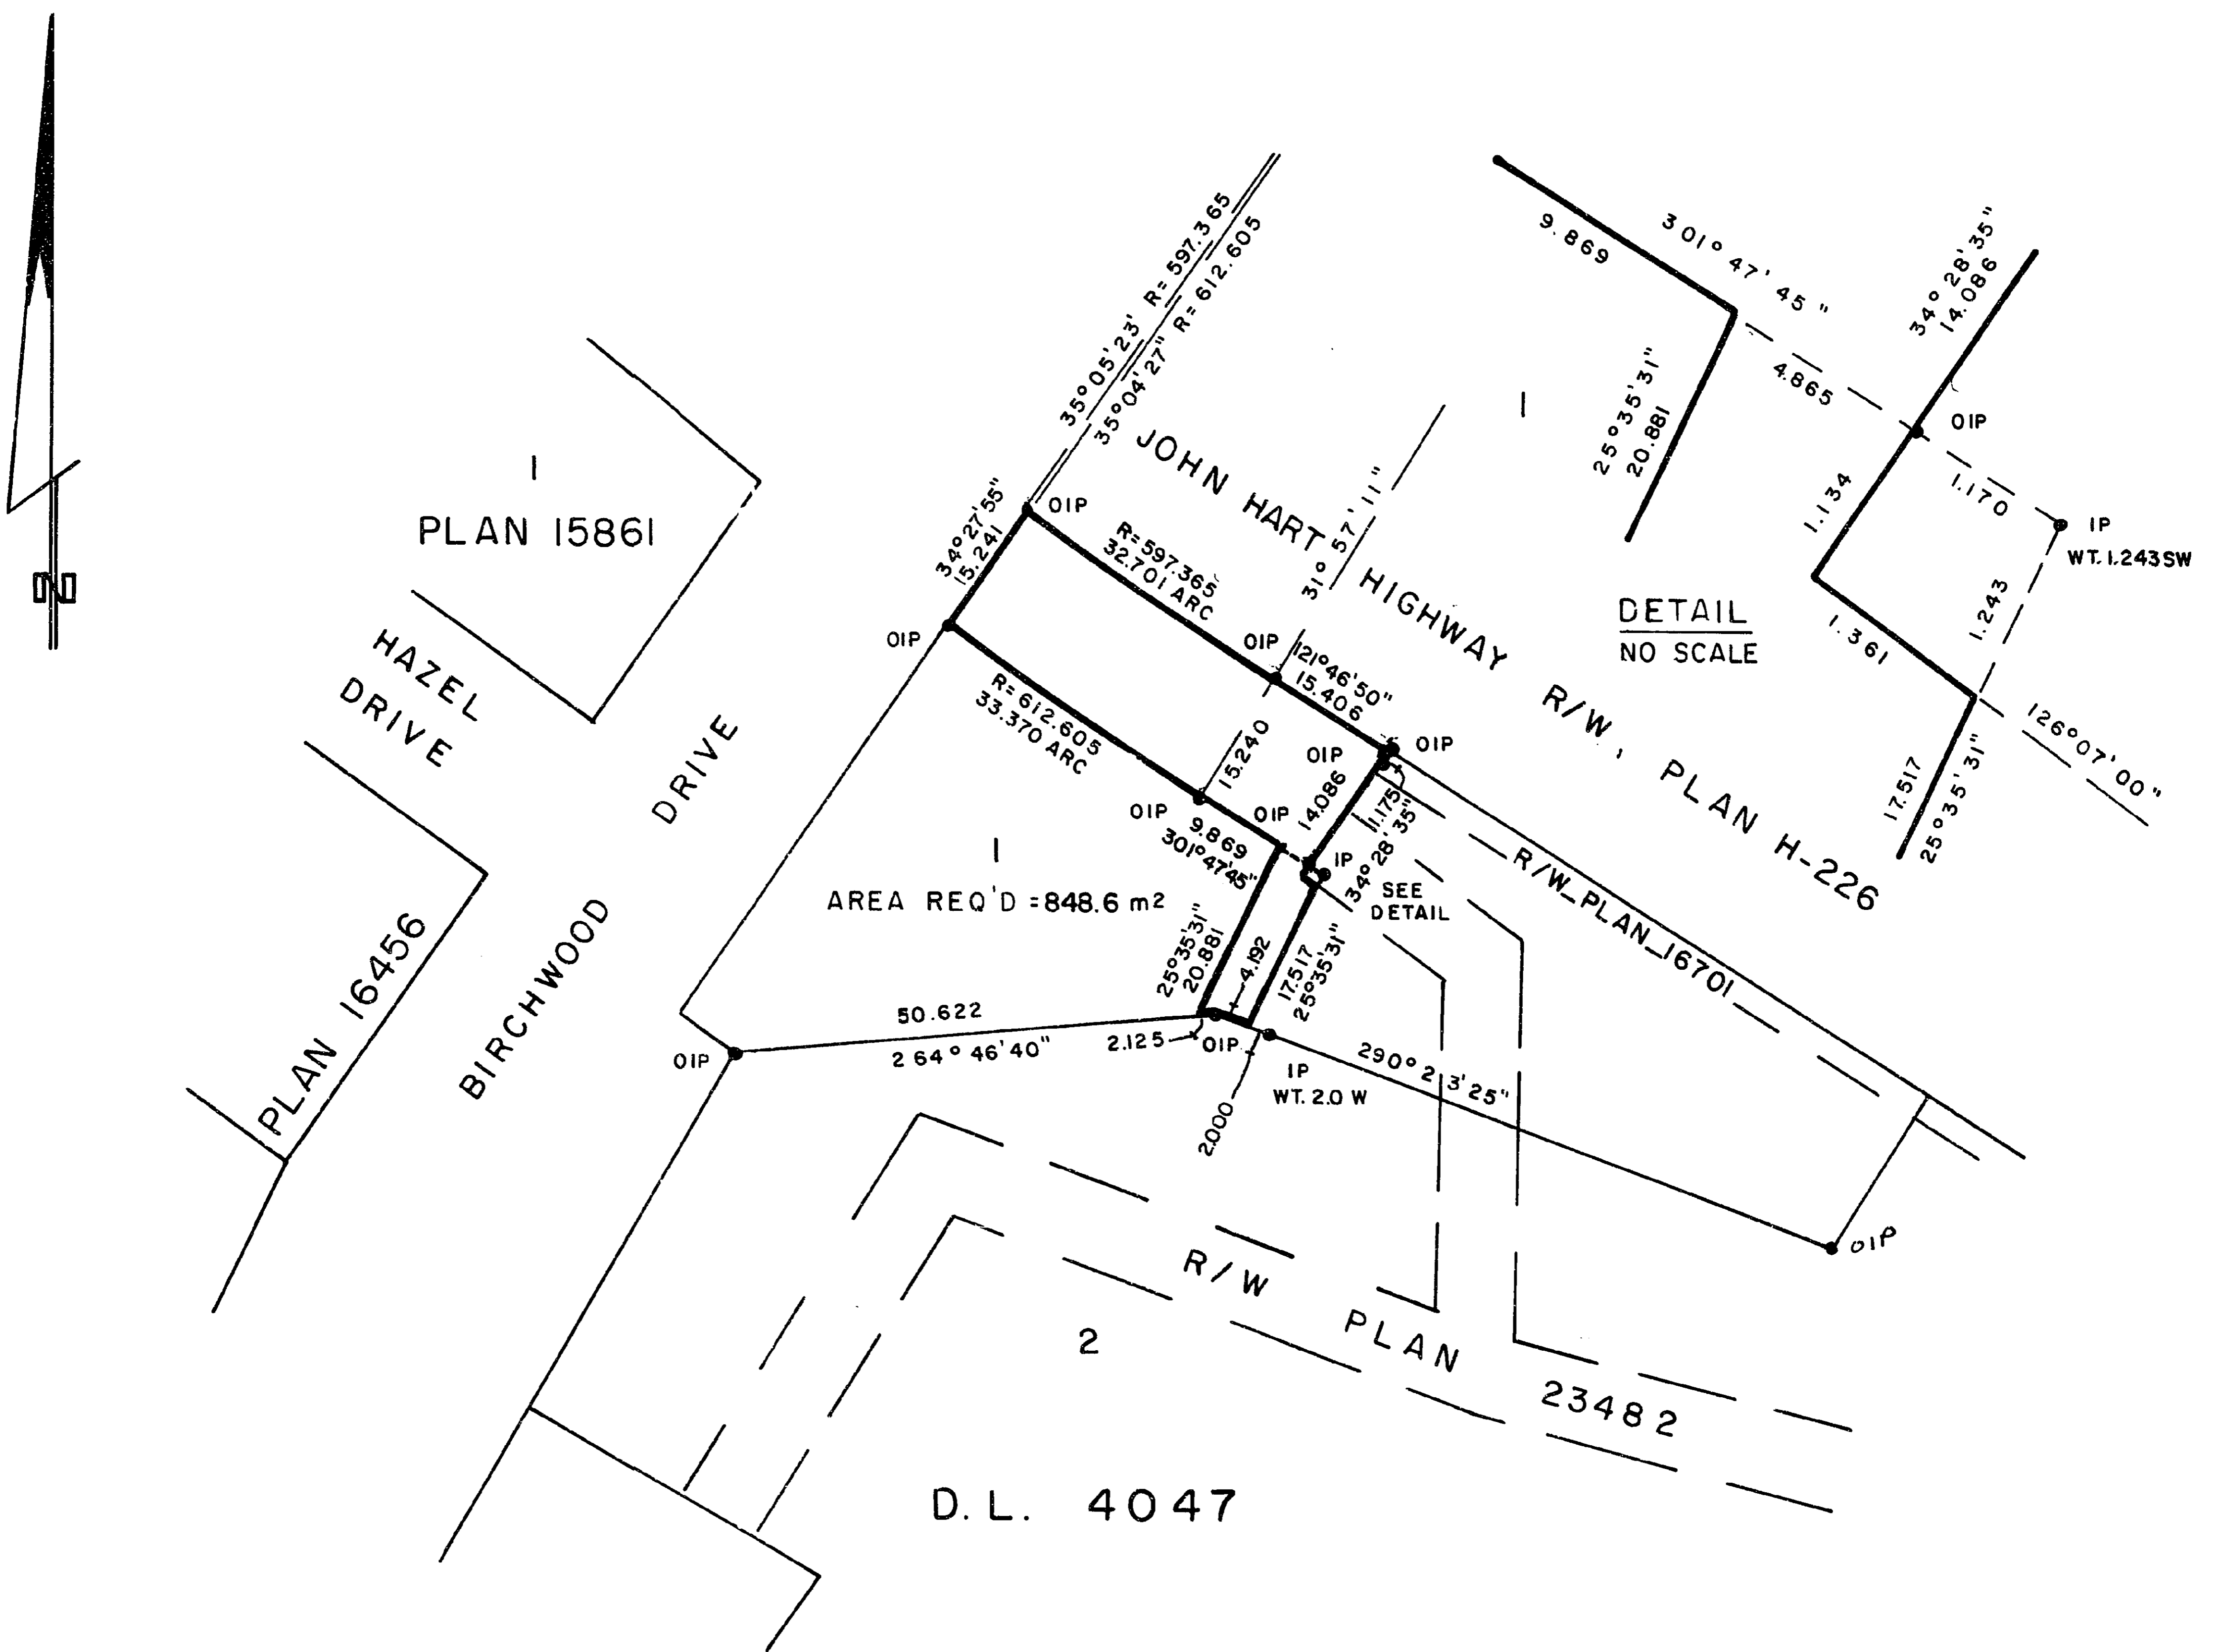 N
1
PLAN 15861
HAZEL
DRIVE
PLAN 16456
BIRCHWOOD DRIVE
35°05'23' R=597.365
35°04'27" R=612.605
34°27'55"
15.241
OIP
OIP
R=597.365
32.701 ARC
R=612.605
33.370 ARC
JOHN HART HIGHWAY R/W, PLAN H-226
31°57'11"
1
OIP
121°46'50"
15.406
15.240
OIP
OIP
OIP
OIP
9.869
301°47'45"
14.086
1.175
34°28'35"
IP
SEE
DETAIL
1
AREA REQ'D = 848.6 m2
25°35'31"
20.881
4.192
17.517
25°35'31"
R/W PLAN 16701
50.622
264°46'40"
OIP
2.125
OIP
IP
WT. 2.0 W
2.000
290°23'25"
OIP
R/W PLAN 23482
2
D.L. 4047
9.869
301°47'45"
25°35'31"
20.881
4.865
34°28'35"
14.086
OIP
1.134
1.170
IP
WT. 1.243 SW
1.243
1.361
DETAIL
NO SCALE
17.517
25°35'31"
126°07'00"